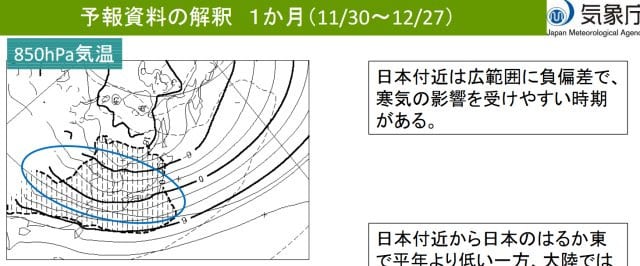 予報資料の解釈 １か月（11/30～12/27）
気象庁
Japan Meteorological Agen
850hPa気温
日本付近は広範囲に負偏差で、
寒気の影響を受けやすい時期
がある。
日本付近から日本のはるか東
で平年より低い一方、大陸では